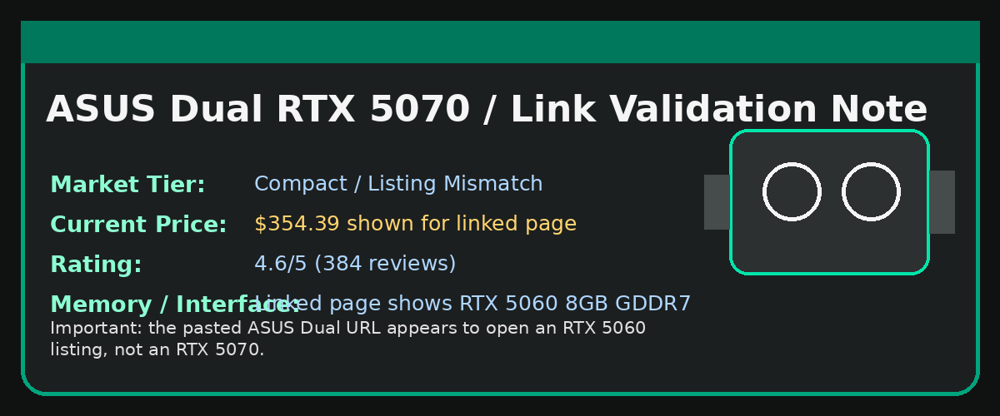 ASUS Dual RTX 5070 / Link Validation Note
Market Tier: Compact / Listing Mismatch
Current Price: $354.39 shown for linked page
Rating: 4.6/5 (384 reviews)
Memory / Interface: Linked page shows RTX 5060 8GB GDDR7
Important: the pasted ASUS Dual URL appears to open an RTX 5060
listing, not an RTX 5070.